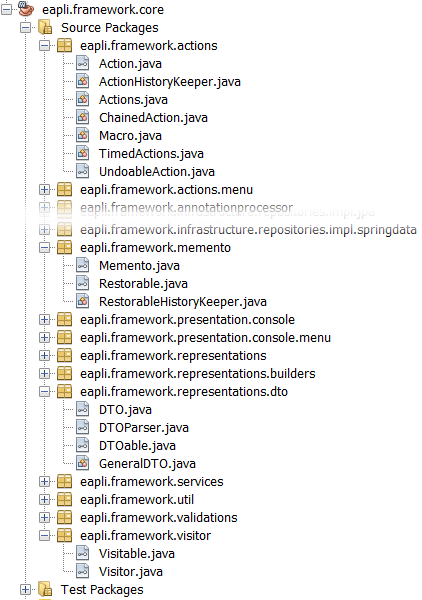 eapli.framework.core
Source Packages
eapli.framework.actions
Action.java
ActionHistoryKeeper.java
Actions.java
ChainedAction.java
Macro.java
TimedActions.java
UndoableAction.java
eapli.framework.actions.menu
eapli.framework.annotationprocessor
eapli.framework.infrastructure.repositories.impl.springdata
eapli.framework.memento
Memento.java
Restorable.java
RestorableHistoryKeeper.java
eapli.framework.presentation.console
eapli.framework.presentation.console.menu
eapli.framework.representations
eapli.framework.representations.builders
eapli.framework.representations.dto
DTO.java
DTOParser.java
DTOable.java
GeneralDTO.java
eapli.framework.services
eapli.framework.util
eapli.framework.validations
eapli.framework.visitor
Visitable.java
Visitor.java
Test Packages